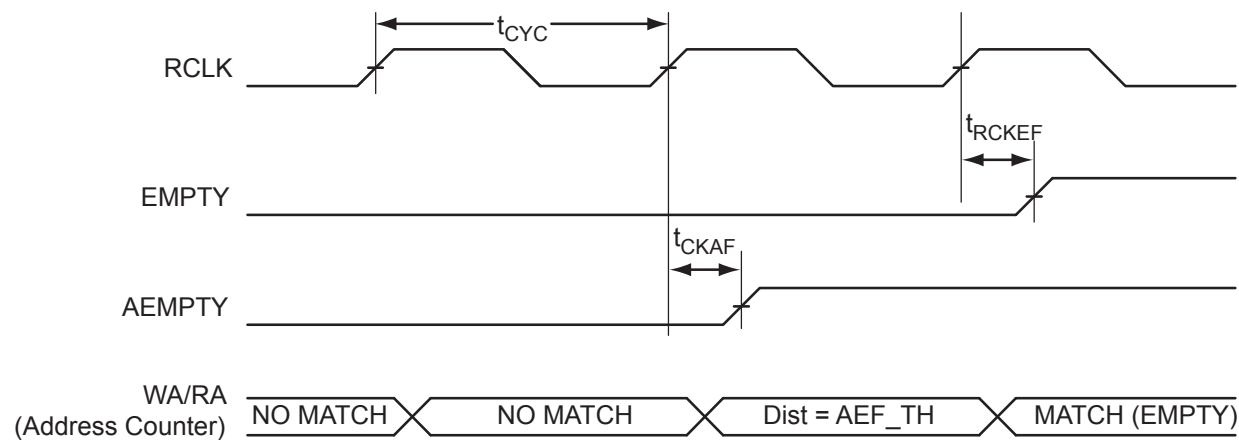 tCYC
RCLK
tRCKEF
EMPTY
tCKAF
AEMPTY
WA/RA
(Address Counter)
NO MATCH
NO MATCH
Dist = AEF_TH
MATCH (EMPTY)